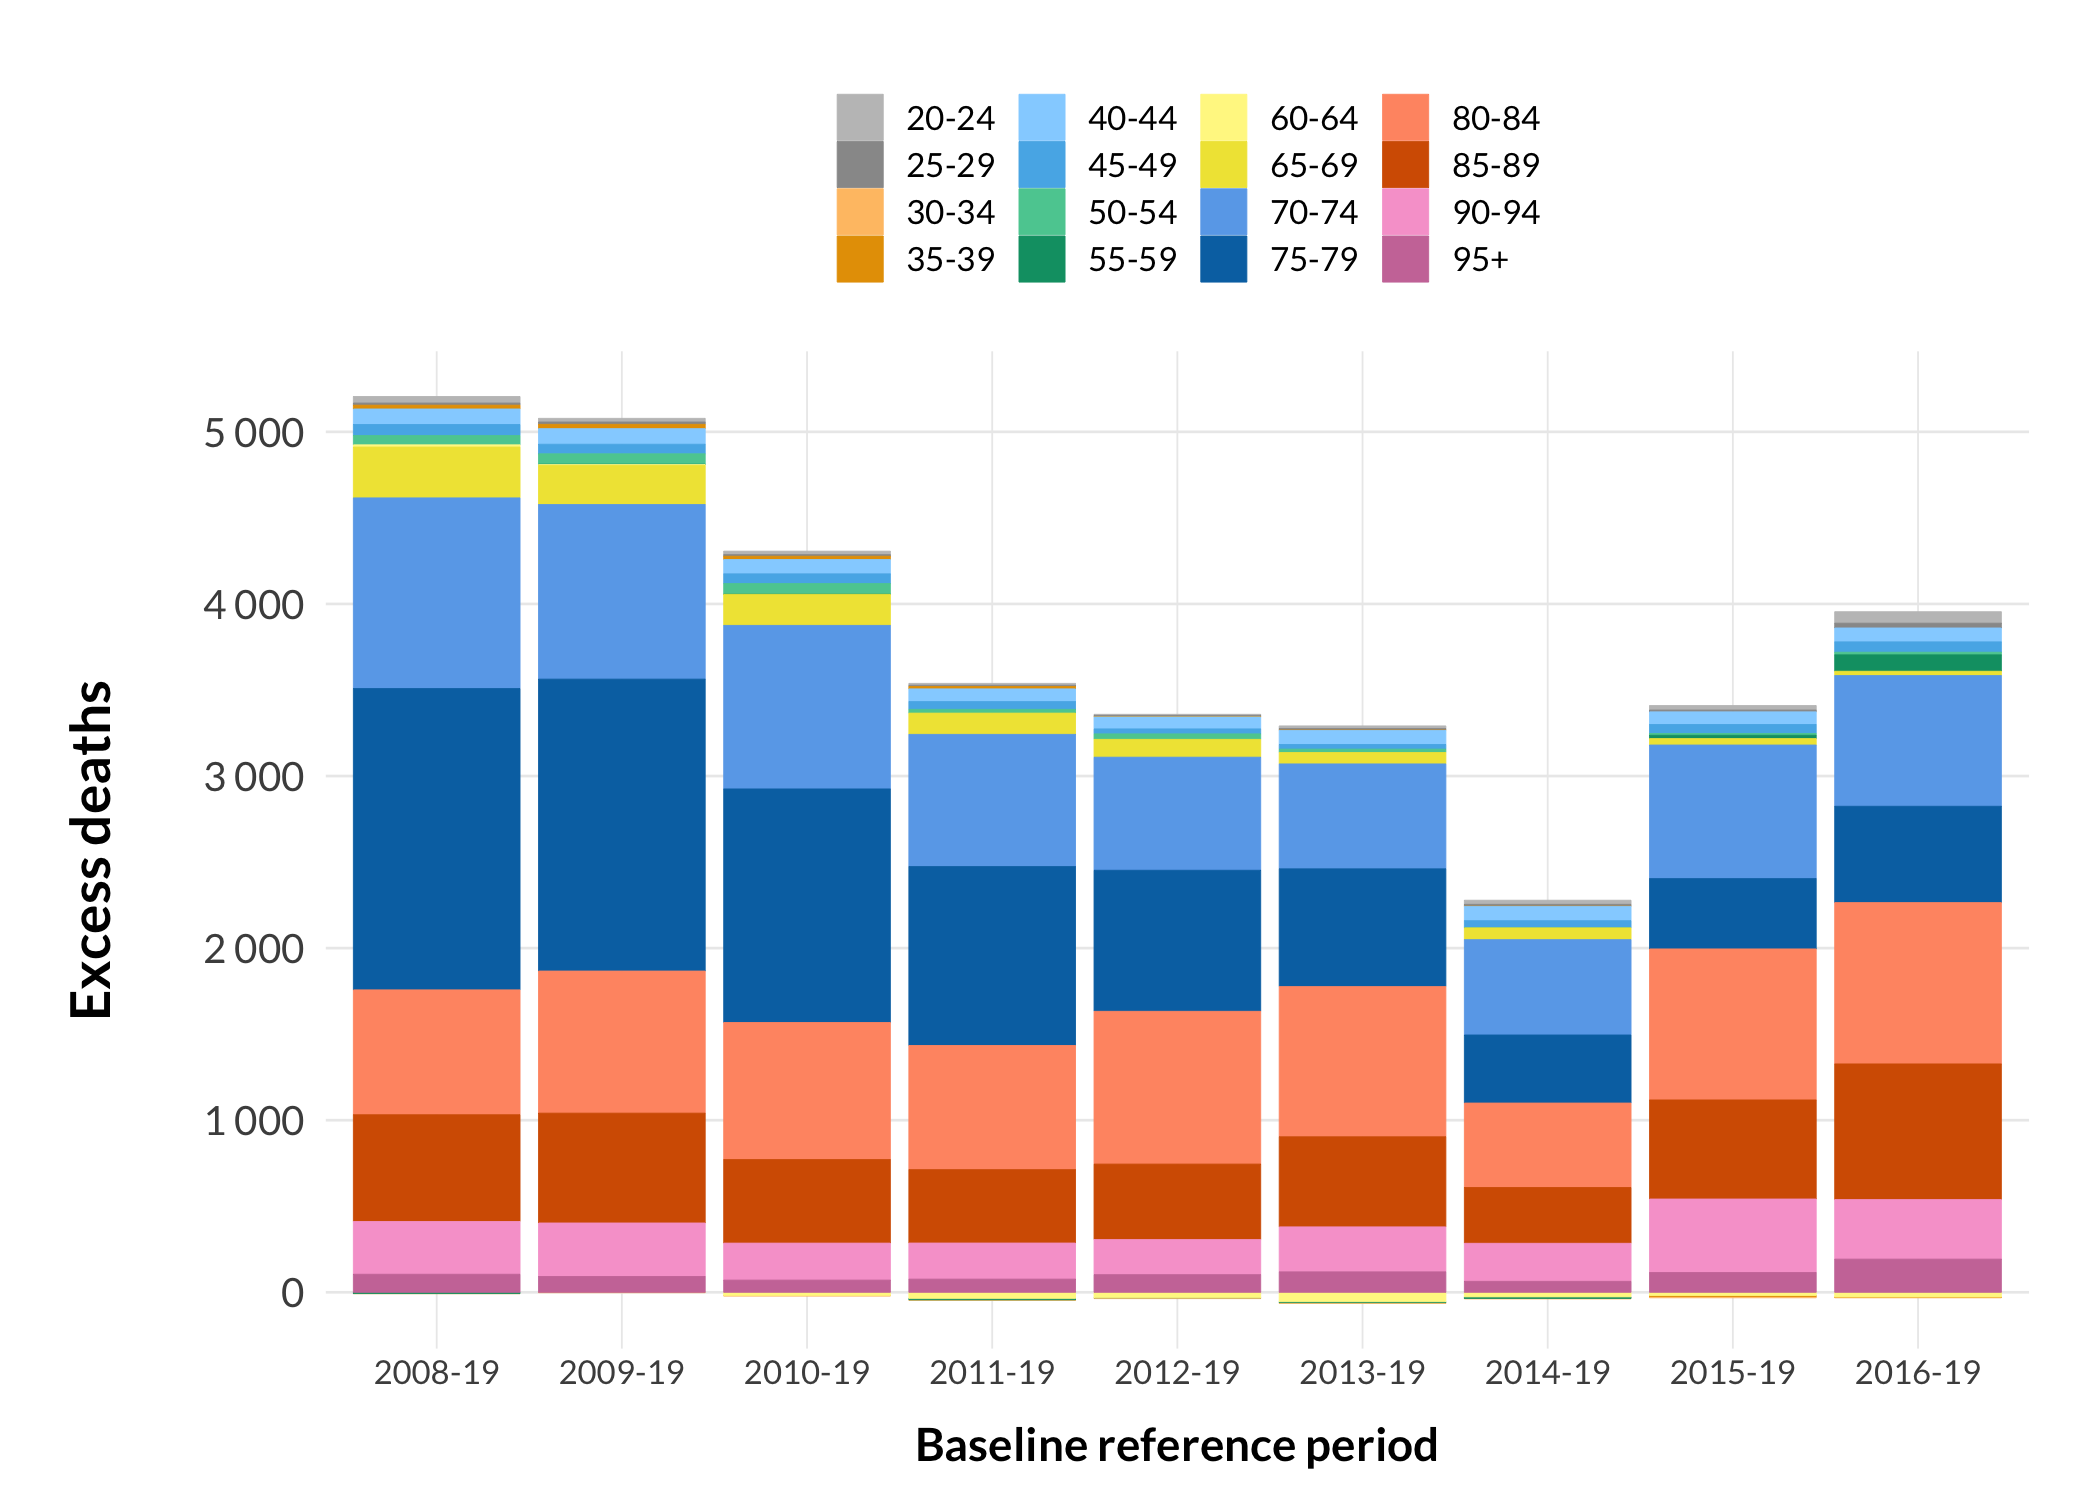 20-24 40-44 60-64 80-84
25-29 45-49 65-69 85-89
30-34 50-54 70-74 90-94
35-39 55-59 75-79 95+
Excess deaths
5 000
4 000
3 000
2 000
1 000
0
2008-19 2009-19 2010-19 2011-19 2012-19 2013-19 2014-19 2015-19 2016-19
Baseline reference period